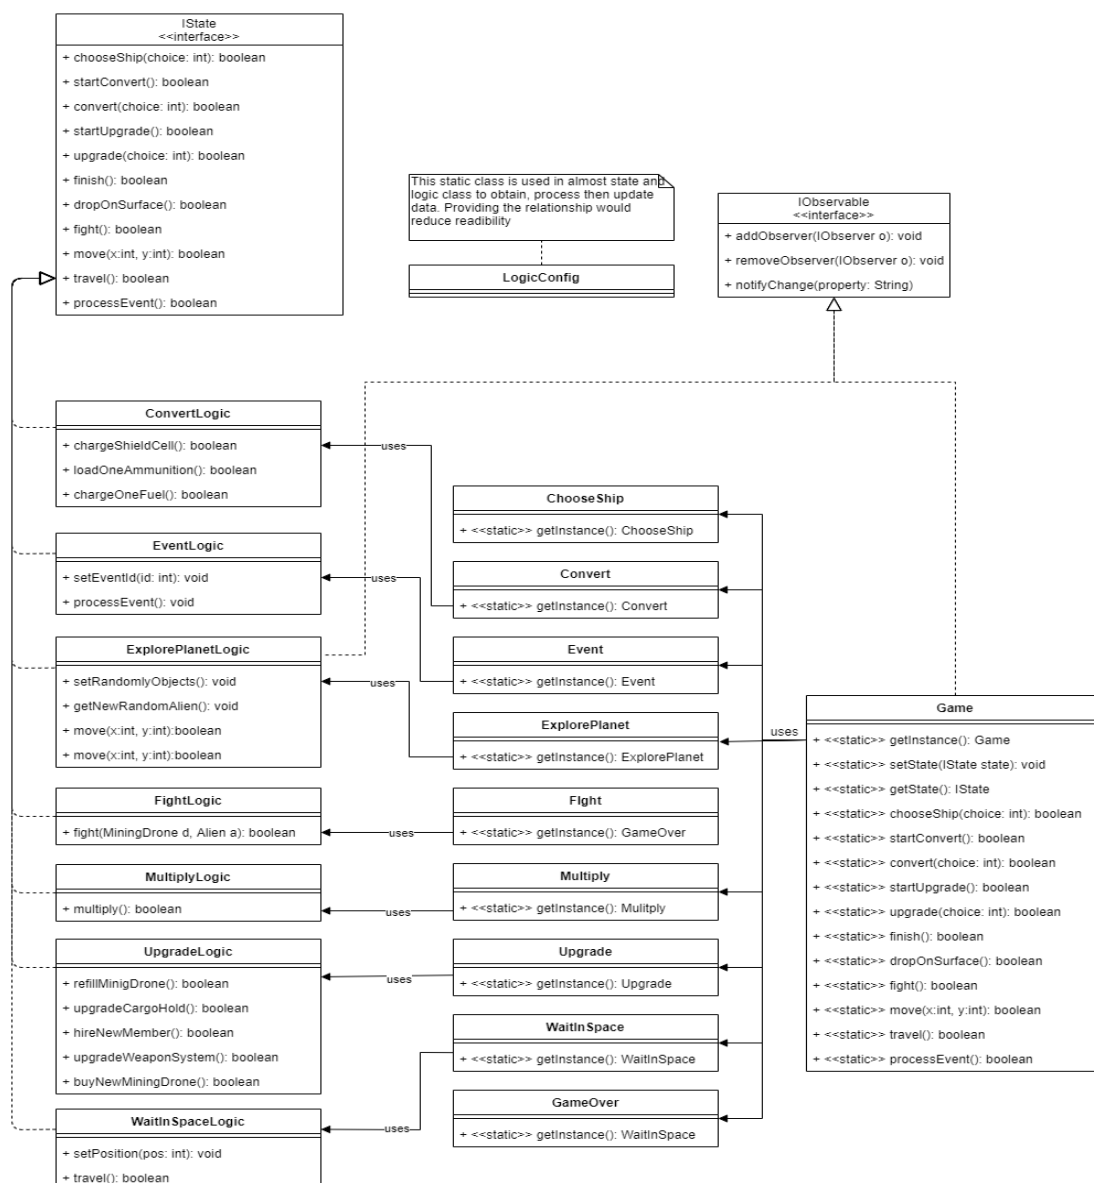 IState
<<interface>>
+ chooseShip(choice: int): boolean
+ startConvert(): boolean
+ convert(choice: int): boolean
+ startUpgrade(): boolean
+ upgrade(choice: int): boolean
+ finish(): boolean
+ dropOnSurface(): boolean
+ fight(): boolean
+ move(x:int, y:int): boolean
+ travel(): boolean
+ processEvent(): boolean
This static class is used in almost state and
logic class to obtain, process then update
data. Providing the relationship would
reduce readibility
LogicConfig
IObservable
<<interface>>
+ addObserver(IObserver o): void
+ removeObserver(IObserver o): void
+ notifyChange(property: String)
ConvertLogic
+ chargeShieldCell(): boolean
+ loadOneAmmunition(): boolean
+ chargeOneFuel(): boolean
EventLogic
+ setEventId(id: int): void
+ processEvent(): void
ExplorePlanetLogic
+ setRandomlyObjects(): void
+ getNewRandomAlien(): void
+ move(x:int, y:int):boolean
+ move(x:int, y:int):boolean
FightLogic
+ fight(MiningDrone d, Alien a): boolean
MultiplyLogic
+ multiply(): boolean
UpgradeLogic
+ refillMinigDrone(): boolean
+ upgradeCargoHold(): boolean
+ hireNewMember(): boolean
+ upgradeWeaponSystem(): boolean
+ buyNewMiningDrone(): boolean
WaitInSpaceLogic
+ setPosition(pos: int): void
+ travel(): boolean
uses
uses
uses
uses
uses
uses
uses
ChooseShip
+ <<static>> getInstance(): ChooseShip
Convert
+ <<static>> getInstance(): Convert
Event
+ <<static>> getInstance(): Event
ExplorePlanet
+ <<static>> getInstance(): ExplorePlanet
FIght
+ <<static>> getInstance(): GameOver
Multiply
+ <<static>> getInstance(): Mulitply
Upgrade
+ <<static>> getInstance(): Upgrade
WaitInSpace
+ <<static>> getInstance(): WaitInSpace
GameOver
+ <<static>> getInstance(): WaitInSpace
uses
Game
+ <<static>> getInstance(): Game
+ <<static>> setState(IState state): void
+ <<static>> getState(): IState
+ <<static>> chooseShip(choice: int): boolean
+ <<static>> startConvert(): boolean
+ <<static>> convert(choice: int): boolean
+ <<static>> startUpgrade(): boolean
+ <<static>> upgrade(choice: int): boolean
+ <<static>> finish(): boolean
+ <<static>> dropOnSurface(): boolean
+ <<static>> fight(): boolean
+ <<static>> move(x:int, y:int): boolean
+ <<static>> travel(): boolean
+ <<static>> processEvent(): boolean